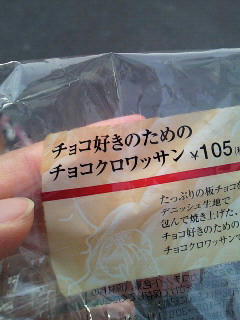 チョコ好きのための
チョコクロワッサン ¥105
たっぷりの板チョコ
デニッシュ生地で
包んで焼き上げた、
チョコ好きのための
チョコクロワッサンで